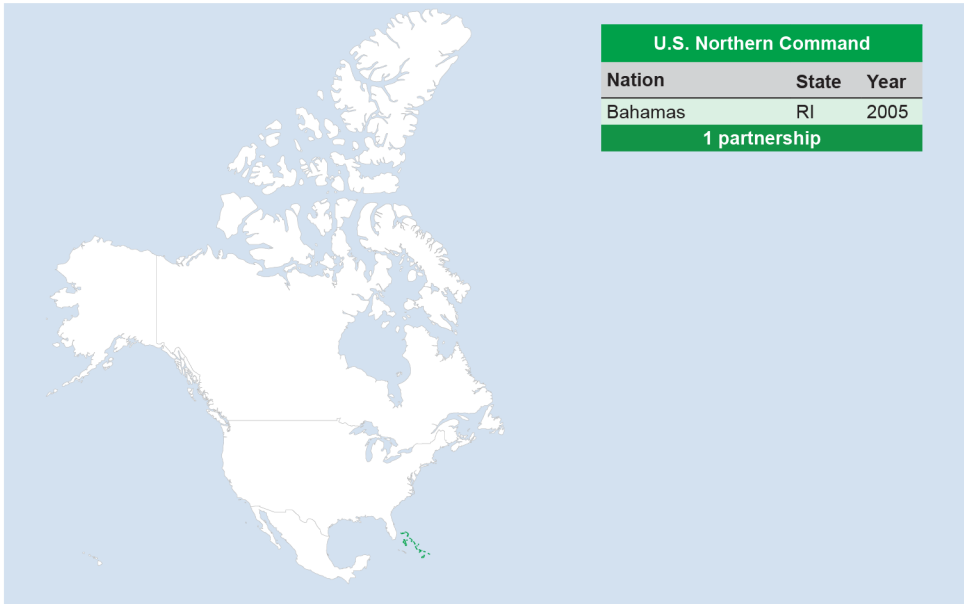 U.S. Northern Command
Nation State Year
Bahamas RI 2005
1 partnership